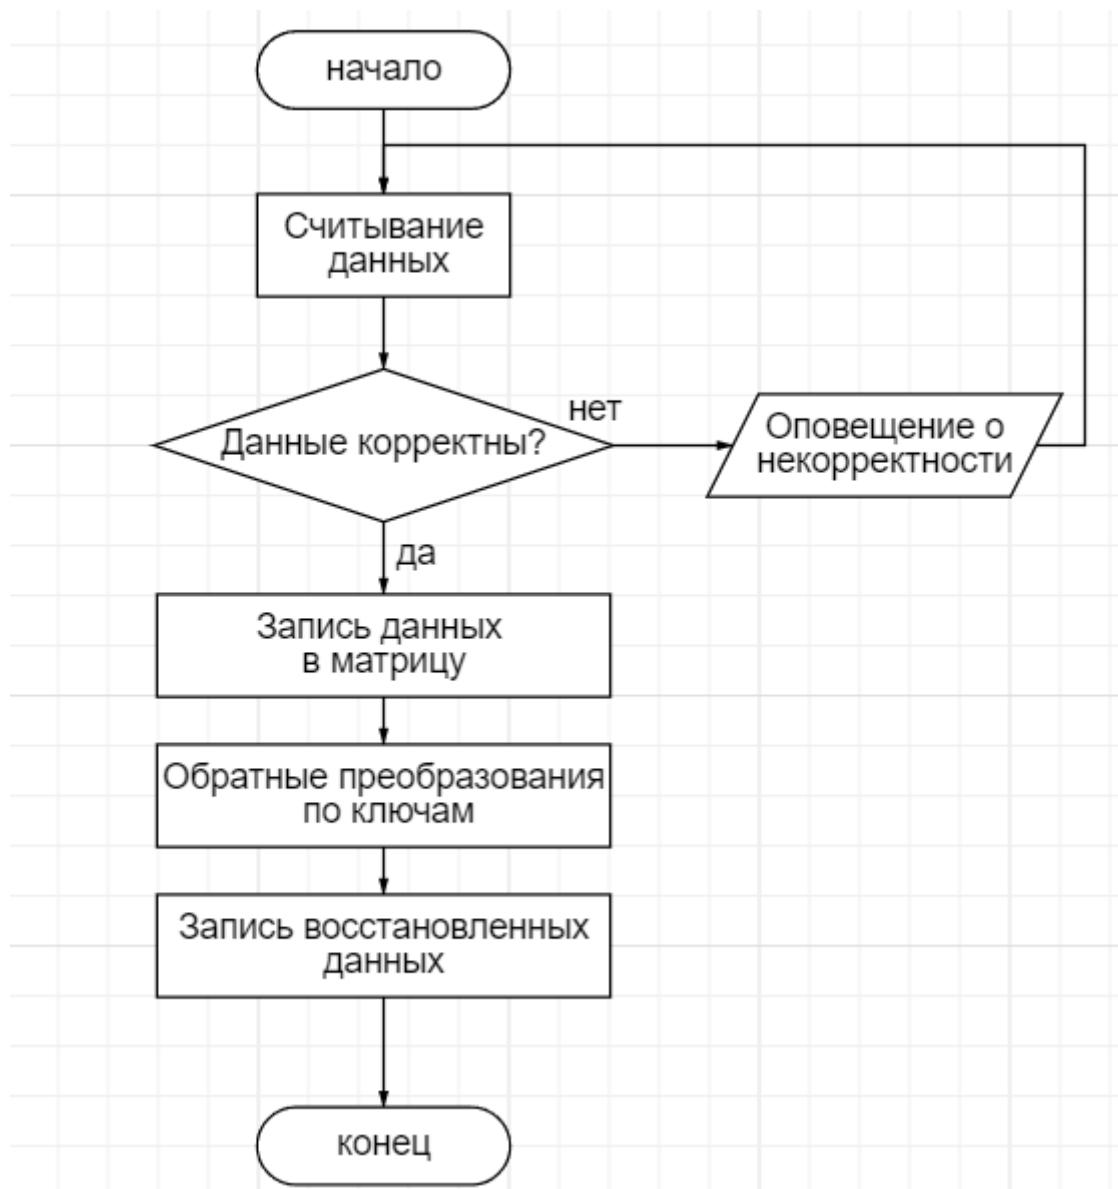 начало
Считывание
данных
Данные корректны?
нет
Оповещение о
некорректности
да
Запись данных
в матрицу
Обратные преобразования
по ключам
Запись восстановленных
данных
конец